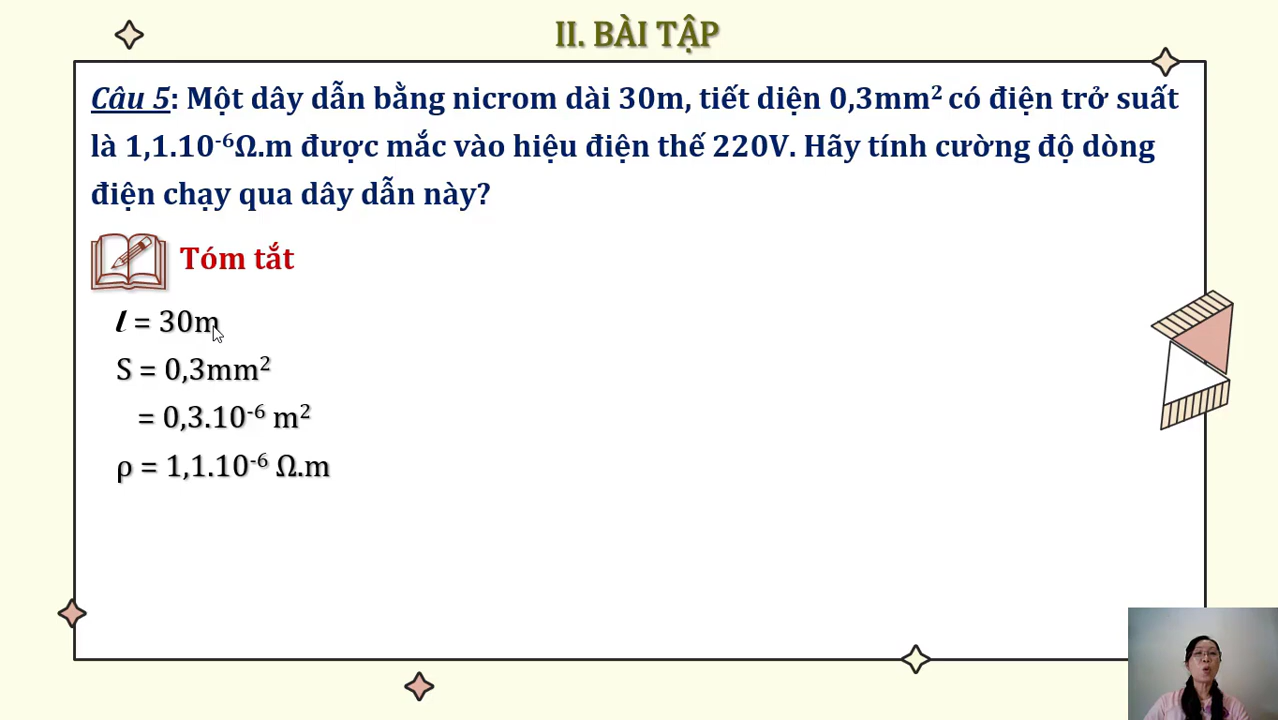 II. BÀI TẬP
Câu 5: Một dây dẫn bằng nicrom dài 30m, tiết diện 0,3mm² có điện trở suất
là 1,1.10⁻⁶Ω.m được mắc vào hiệu điện thế 220V. Hãy tính cường độ dòng
điện chạy qua dây dẫn này?
Tóm tắt
l = 30m
S = 0,3mm²
= 0,3.10⁻⁶ m²
ρ = 1,1.10⁻⁶ Ω.m